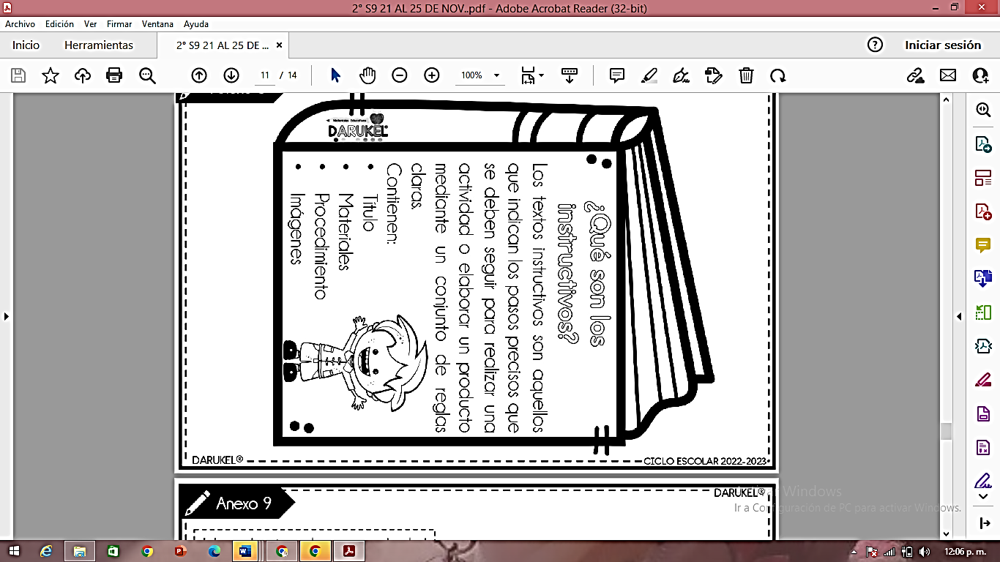 2° S9 21 AL 25 DE NOV..pdf - Adobe Acrobat Reader (32-bit)
Archivo Edición Ver Firmar Ventana Ayuda
Inicio Herramientas 2° S9 21 AL 25 DE ... Iniciar sesión
11 / 14 100%
Materiales Educativos
DARUKEL®
¿Qué son los
instructivos?
Los textos instructivos son aquellos
que indican los pasos precisos que
se deben seguir para realizar una
actividad o elaborar un producto
mediante un conjunto de reglas
claras.
Contienen:
• Título
• Materiales
• Procedimiento
• Imágenes
DARUKEL® CICLO ESCOLAR 2022-2023
Anexo 9
DARUKEL®
Activar Windows
Ir a Configuración de PC para activar Windows.
12:06 p. m.